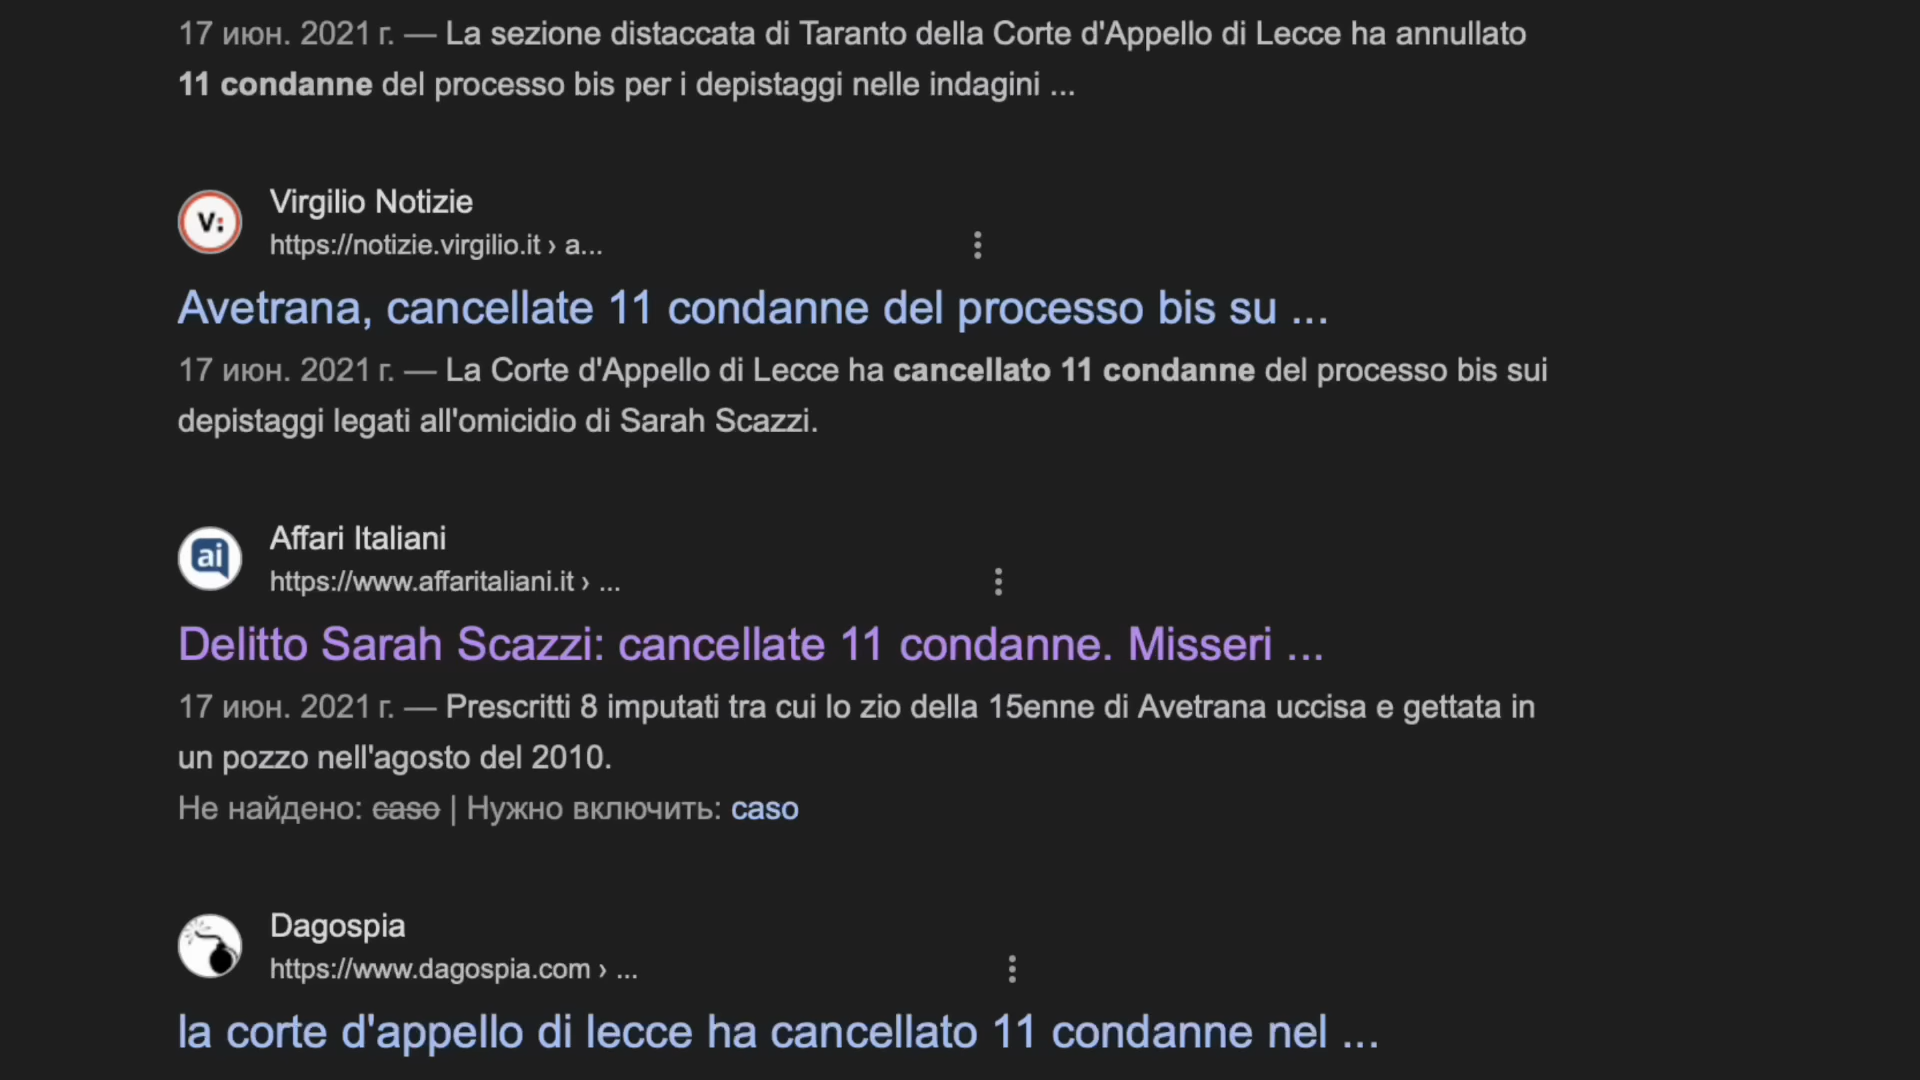 17 июн. 2021 г. — La sezione distaccata di Taranto della Corte d'Appello di Lecce ha annullato
11 condanne del processo bis per i depistaggi nelle indagini ...
V:
Virgilio Notizie
https://notizie.virgilio.it › a...
Avetrana, cancellate 11 condanne del processo bis su ...
17 июн. 2021 г. — La Corte d'Appello di Lecce ha cancellato 11 condanne del processo bis sui
depistaggi legati all'omicidio di Sarah Scazzi.
ai
Affari Italiani
https://www.affaritaliani.it › ...
Delitto Sarah Scazzi: cancellate 11 condanne. Misseri ...
17 июн. 2021 г. — Prescritti 8 imputati tra cui lo zio della 15enne di Avetrana uccisa e gettata in
un pozzo nell'agosto del 2010.
Не найдено: caso | Нужно включить: caso
Dagospia
https://www.dagospia.com › ...
la corte d'appello di lecce ha cancellato 11 condanne nel ...